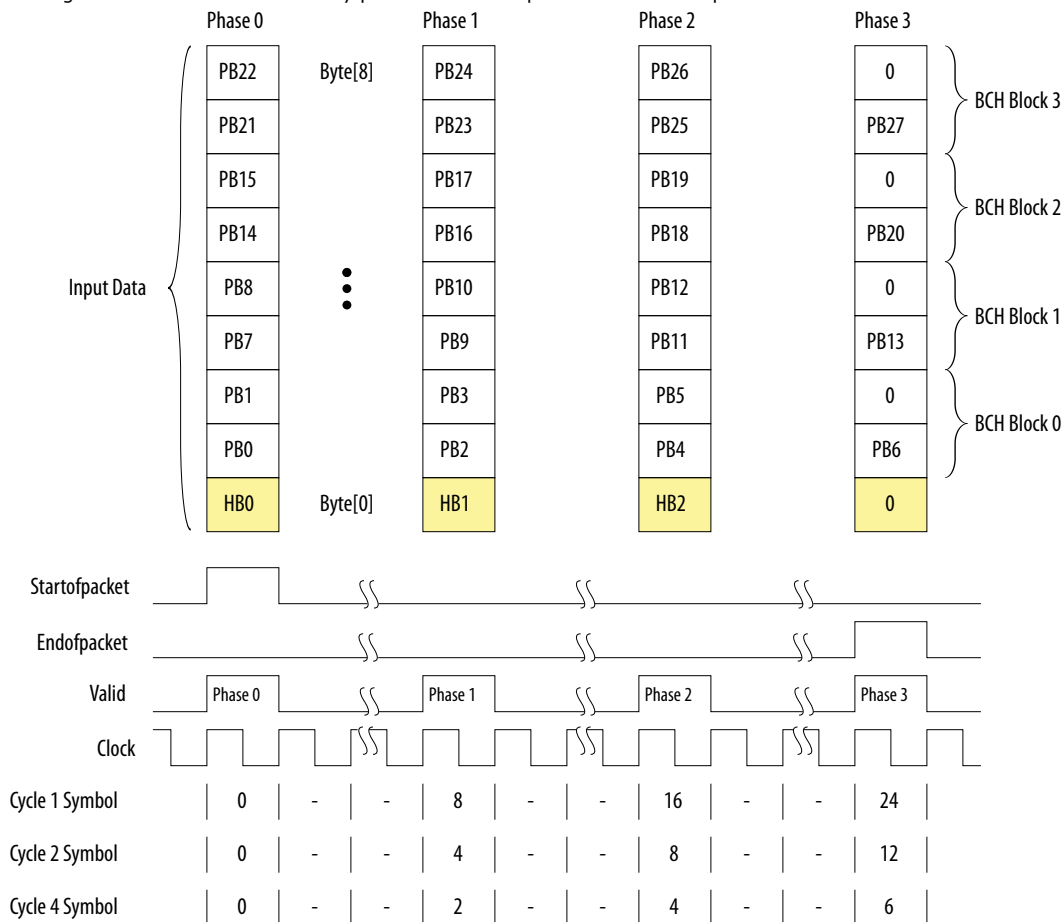 Phase 0 Phase 1 Phase 2 Phase 3
PB22 Byte[8] PB24 PB26 0
BCH Block 3
PB21 PB23 PB25 PB27
PB15 PB17 PB19 0
BCH Block 2
PB14 PB16 PB18 PB20
Input Data PB8 PB10 PB12 0
BCH Block 1
PB7 PB9 PB11 PB13
PB1 PB3 PB5 0
BCH Block 0
PB0 PB2 PB4 PB6
HB0 Byte[0] HB1 HB2 0
Startofpacket
Endofpacket
Valid Phase 0 Phase 1 Phase 2 Phase 3
Clock
Cycle 1 Symbol 0 - - 8 - - 16 - - 24
Cycle 2 Symbol 0 - - 4 - - 8 - - 12
Cycle 4 Symbol 0 - - 2 - - 4 - - 6